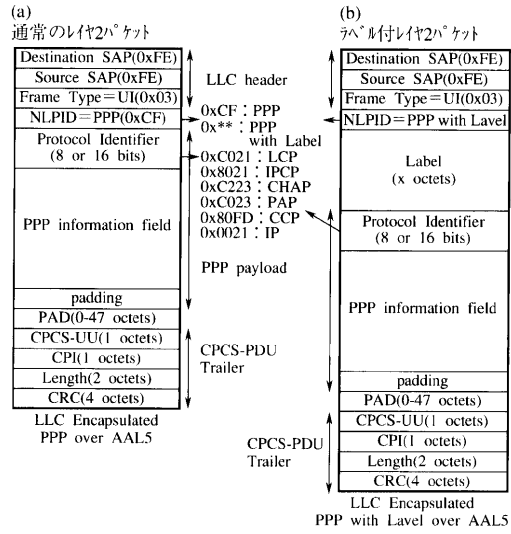 (a)
通常のレイヤ2パケット
Destination SAP(0xFE)
Source SAP(0xFE)
Frame Type=UI(0x03)
NLPID=PPP(0xCF)
Protocol Identifier
(8 or 16 bits)
PPP information field
padding
PAD(0-47 octets)
CPCS-UU(1 octets)
CPI(1 octets)
Length(2 octets)
CRC(4 octets)
LLC Encapsulated
PPP over AAL5
LLC header
0xCF：PPP
0x**：PPP
with Label
0xC021：LCP
0x8021：IPCP
0xC223：CHAP
0xC023：PAP
0x80FD：CCP
0x0021：IP
PPP payload
CPCS-PDU
Trailer
(b)
ラベル付レイヤ2パケット
Destination SAP(0xFE)
Source SAP(0xFE)
Frame Type=UI(0x03)
NLPID=PPP with Lavel
Label
(x octets)
Protocol Identifier
(8 or 16 bits)
PPP information field
padding
PAD(0-47 octets)
CPCS-UU(1 octets)
CPI(1 octets)
Length(2 octets)
CRC(4 octets)
CPCS-PDU
Trailer
LLC Encapsulated
PPP with Lavel over AAL5